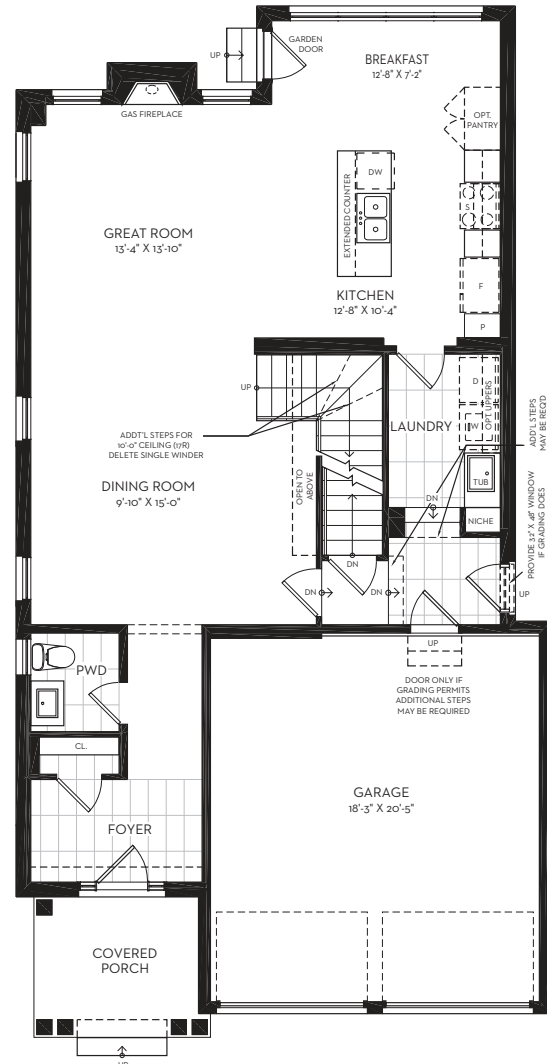 GARDEN
DOOR
UP
BREAKFAST
12'-8" X 7'-2"
GAS FIREPLACE
OPT.
PANTRY
DW
EXTENDED COUNTER
S
GREAT ROOM
13'-4" X 13'-10"
F
KITCHEN
12'-8" X 10'-4"
P
UP
D
OPT UPPERS
W
LAUNDRY
ADD'L STEPS
MAY BE REQ'D
ADDT'L STEPS FOR
10'-0" CEILING (17R)
DELETE SINGLE WINDER
OPEN TO
ABOVE
TUB
DINING ROOM
9'-10" X 15'-0"
DN
NICHE
PROVIDE 32" X 48" WINDOW
IF GRADING DOES
DN
DN
DN
UP
UP
PWD
DOOR ONLY IF
GRADING PERMITS
ADDITIONAL STEPS
MAY BE REQUIRED
CL.
GARAGE
18'-3" X 20'-5"
FOYER
COVERED
PORCH
UP